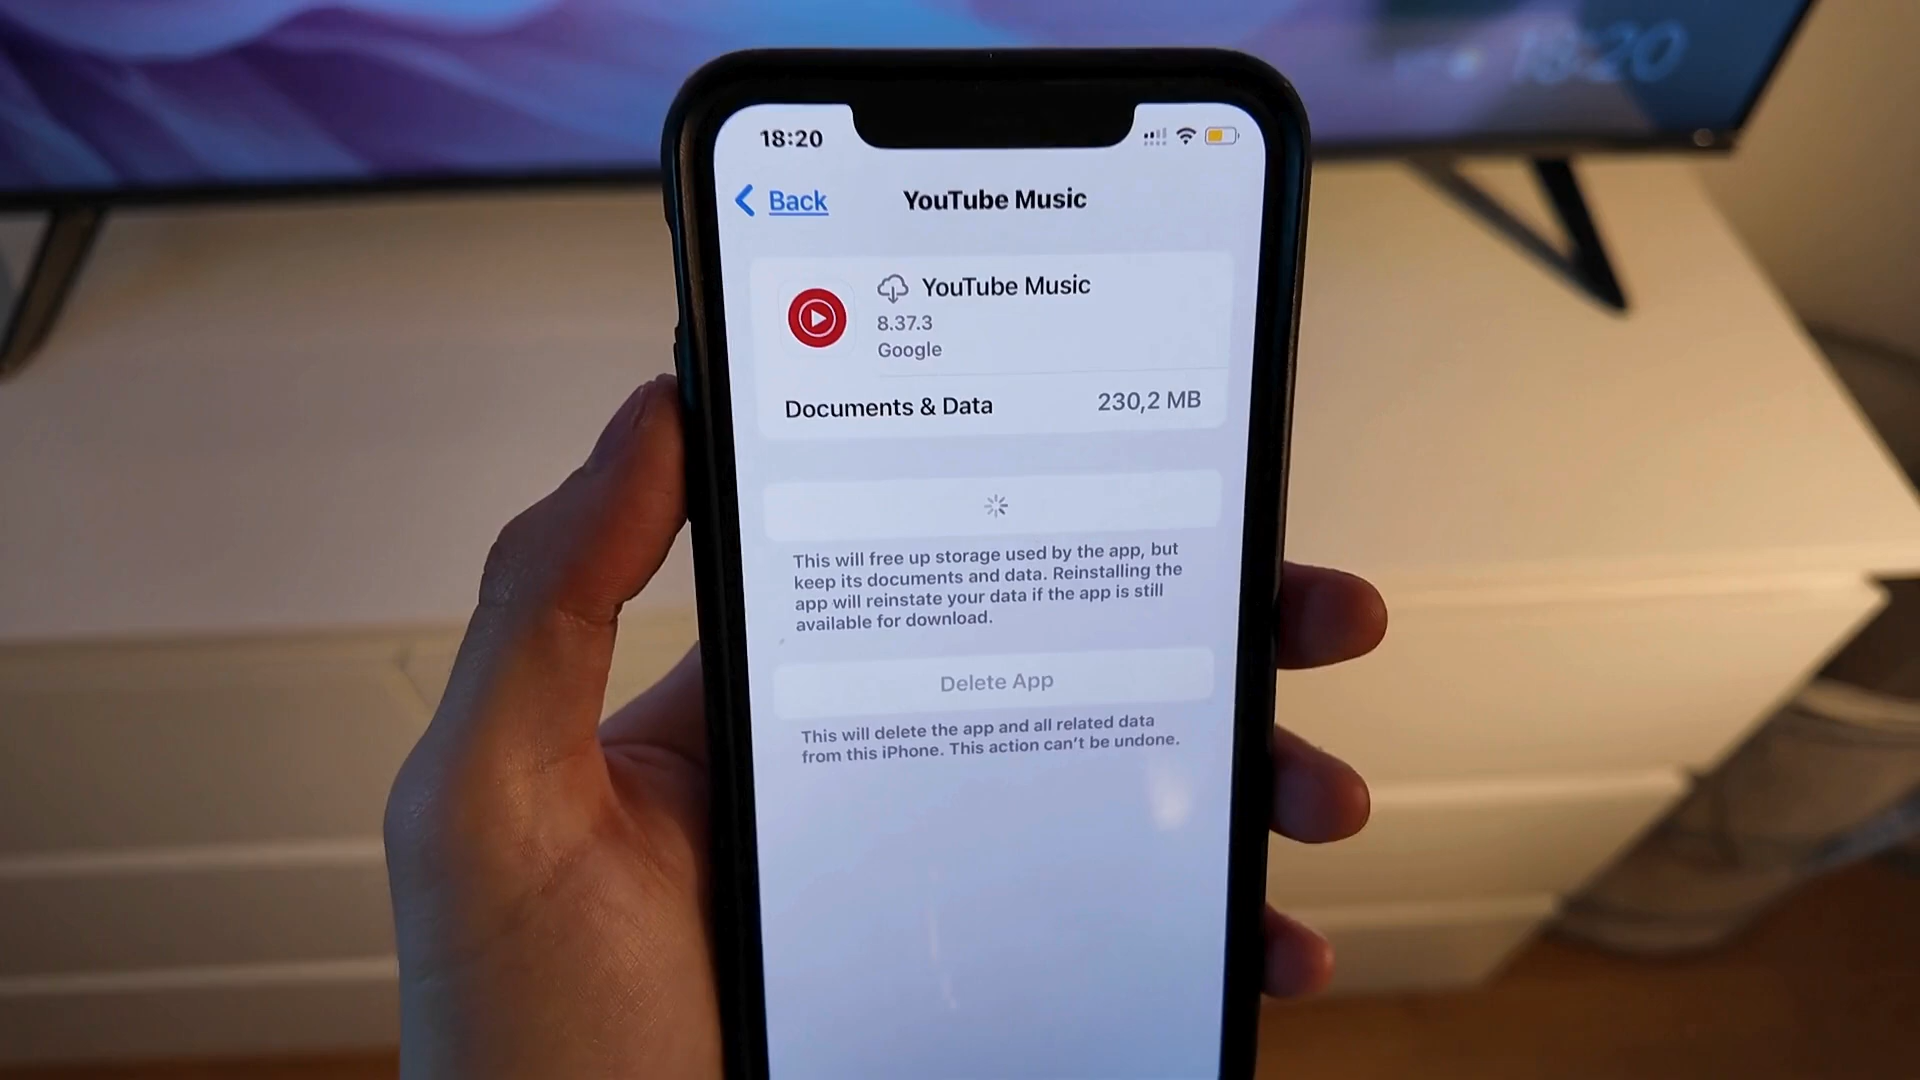 18:20
18:20
Back
YouTube Music
YouTube Music
8.37.3
Google
Documents & Data 230,2 MB
This will free up storage used by the app, but
keep its documents and data. Reinstalling the
app will reinstate your data if the app is still
available for download.
Delete App
This will delete the app and all related data
from this iPhone. This action can't be undone.